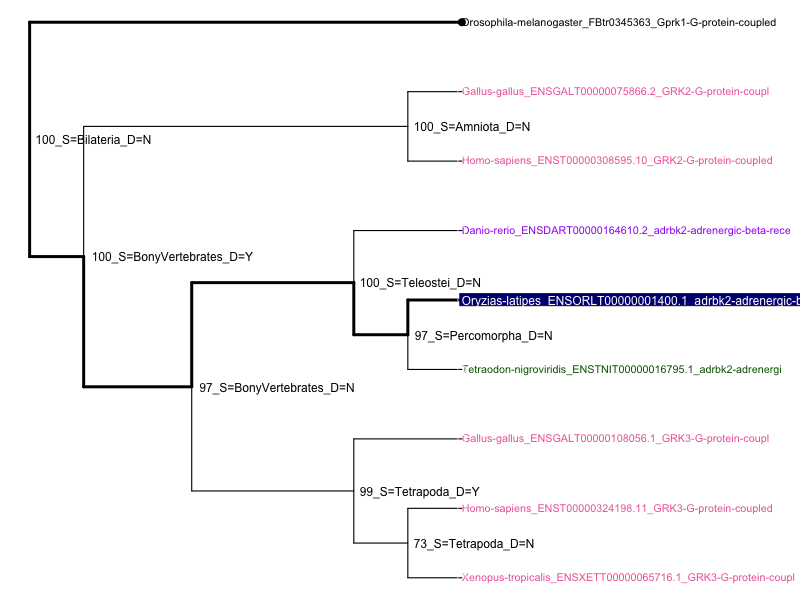 Drosophila-melanogaster_FBtr0345363_Gprk1-G-protein-coupled
Gallus-gallus_ENSGALT00000075866.2_GRK2-G-protein-coupl
100_S=Amniota_D=N
100_S=Bilateria_D=N
Homo-sapiens_ENST00000308595.10_GRK2-G-protein-coupled
Danio-rerio_ENSDART00000164610.2_adrbk2-adrenergic-beta-rece
100_S=BonyVertebrates_D=Y
100_S=Teleostei_D=N
Oryzias-latipes_ENSORLT00000001400.1_adrbk2-adrenergic-b
97_S=Percomorpha_D=N
Tetraodon-nigroviridis_ENSTNIT00000016795.1_adrbk2-adrenergi
97_S=BonyVertebrates_D=N
Gallus-gallus_ENSGALT00000108056.1_GRK3-G-protein-coupl
99_S=Tetrapoda_D=Y
Homo-sapiens_ENST00000324198.11_GRK3-G-protein-coupled
73_S=Tetrapoda_D=N
Xenopus-tropicalis_ENSXETT00000065716.1_GRK3-G-protein-coupl